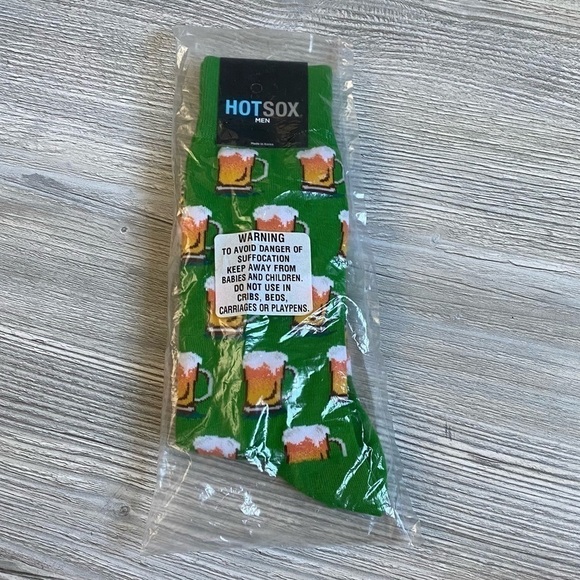 HOTSOX
MEN
WARNING
TO AVOID DANGER OF
SUFFOCATION
KEEP AWAY FROM
BABIES AND CHILDREN.
DO NOT USE IN
CRIBS, BEDS,
CARRIAGES OR PLAYPENS.